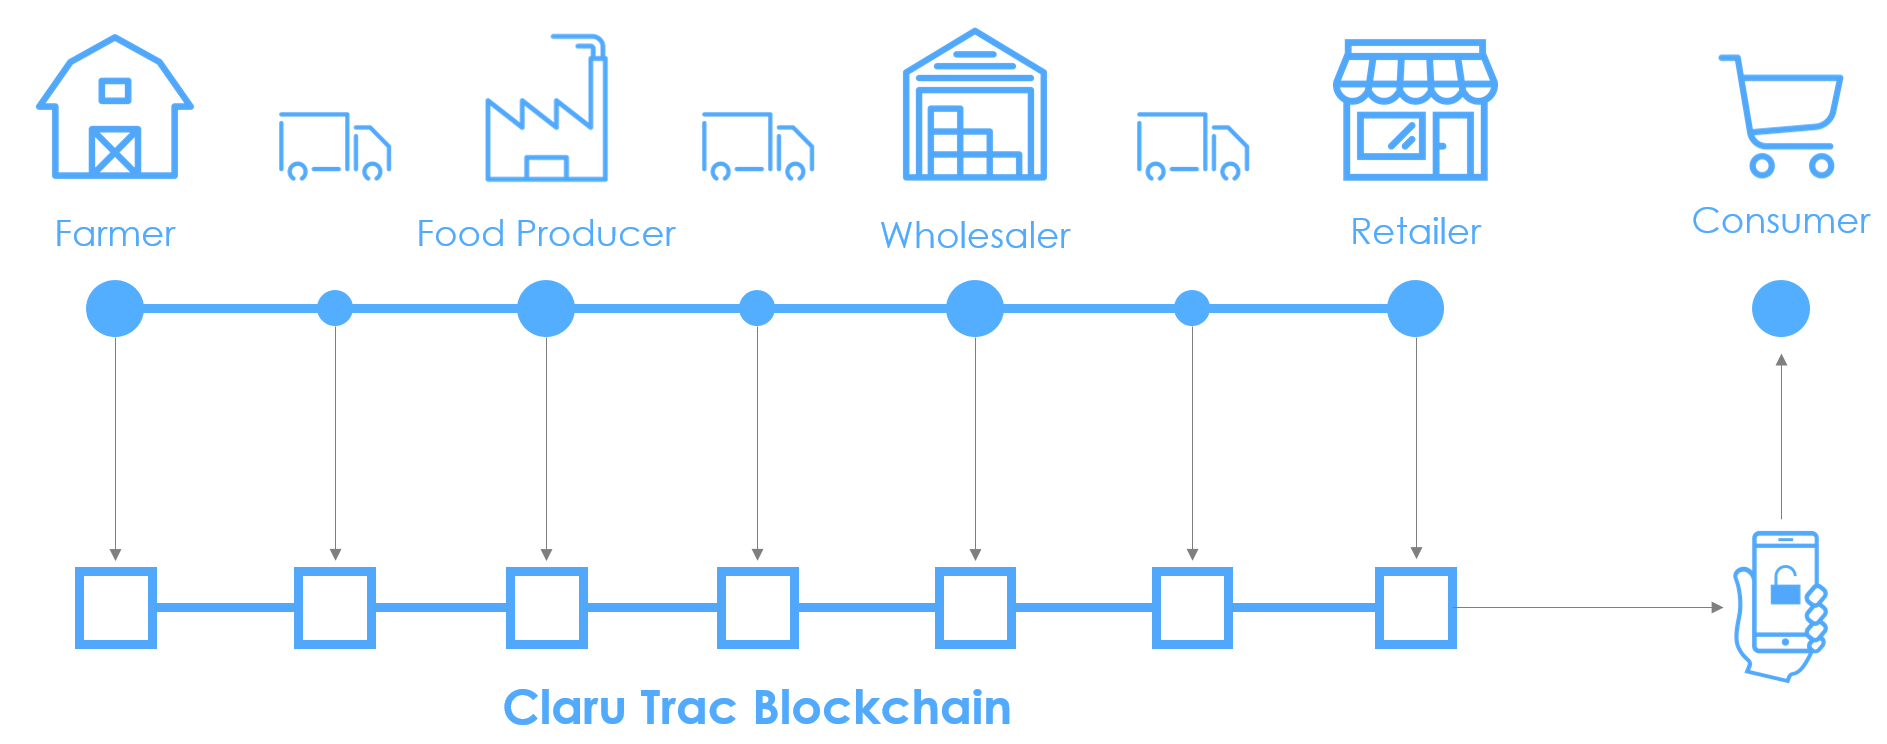 Farmer
Food Producer
Wholesaler
Retailer
Consumer
Claru Trac Blockchain